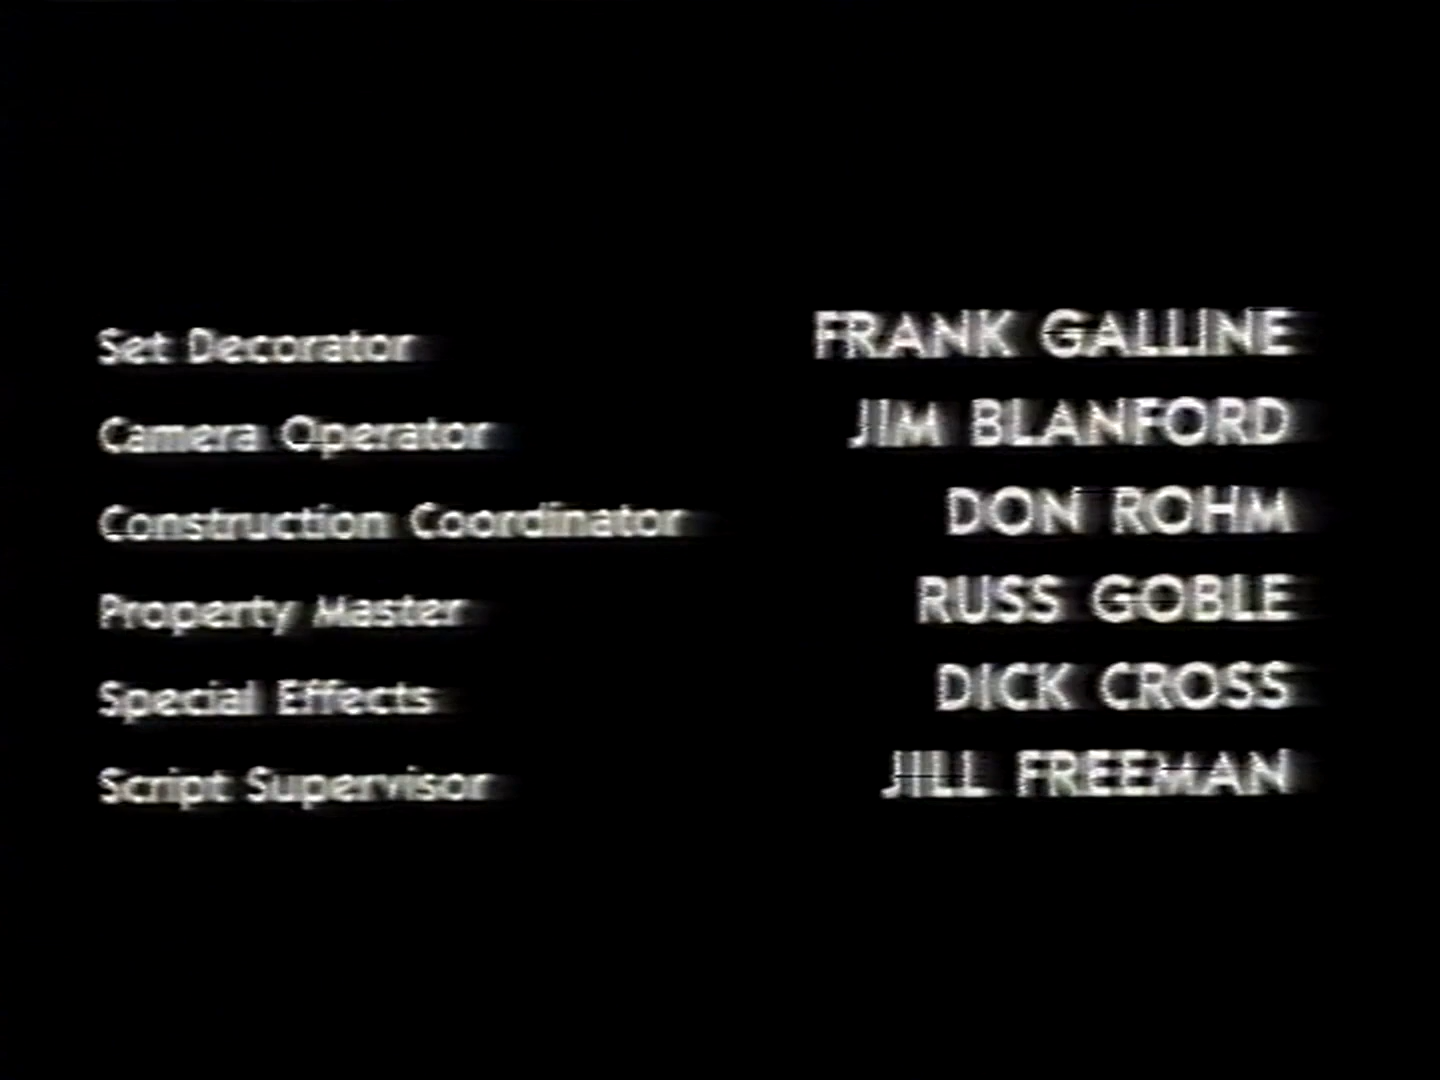 Set Decorator FRANK GALLINE
Camera Operator JIM BLANFORD
Construction Coordinator DON ROHM
Property Master RUSS GOBLE
Special Effects DICK CROSS
Script Supervisor JILL FREEMAN